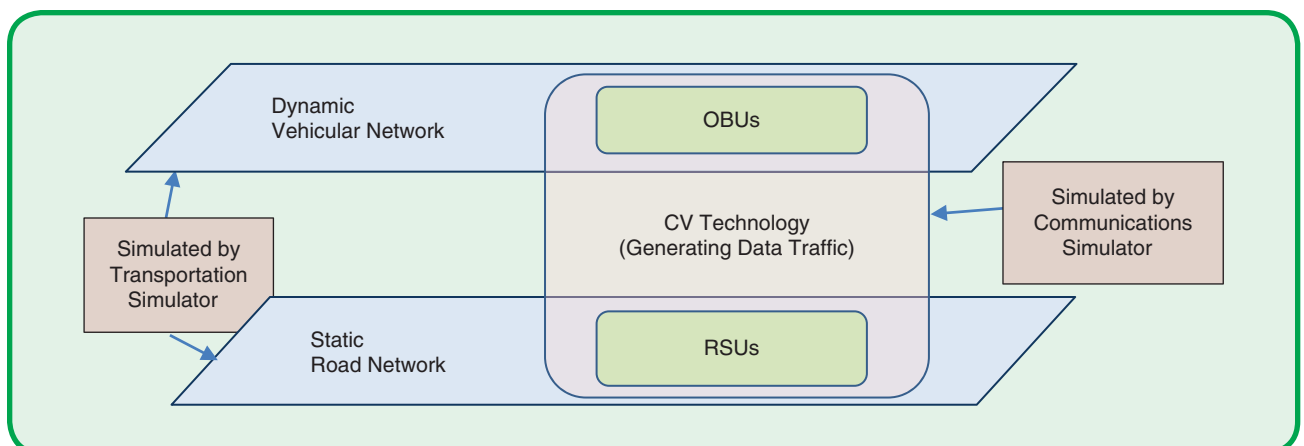 Dynamic
Vehicular Network
OBUs
Simulated by
Transportation
Simulator
CV Technology
(Generating Data Traffic)
Simulated by
Communications
Simulator
Static
Road Network
RSUs